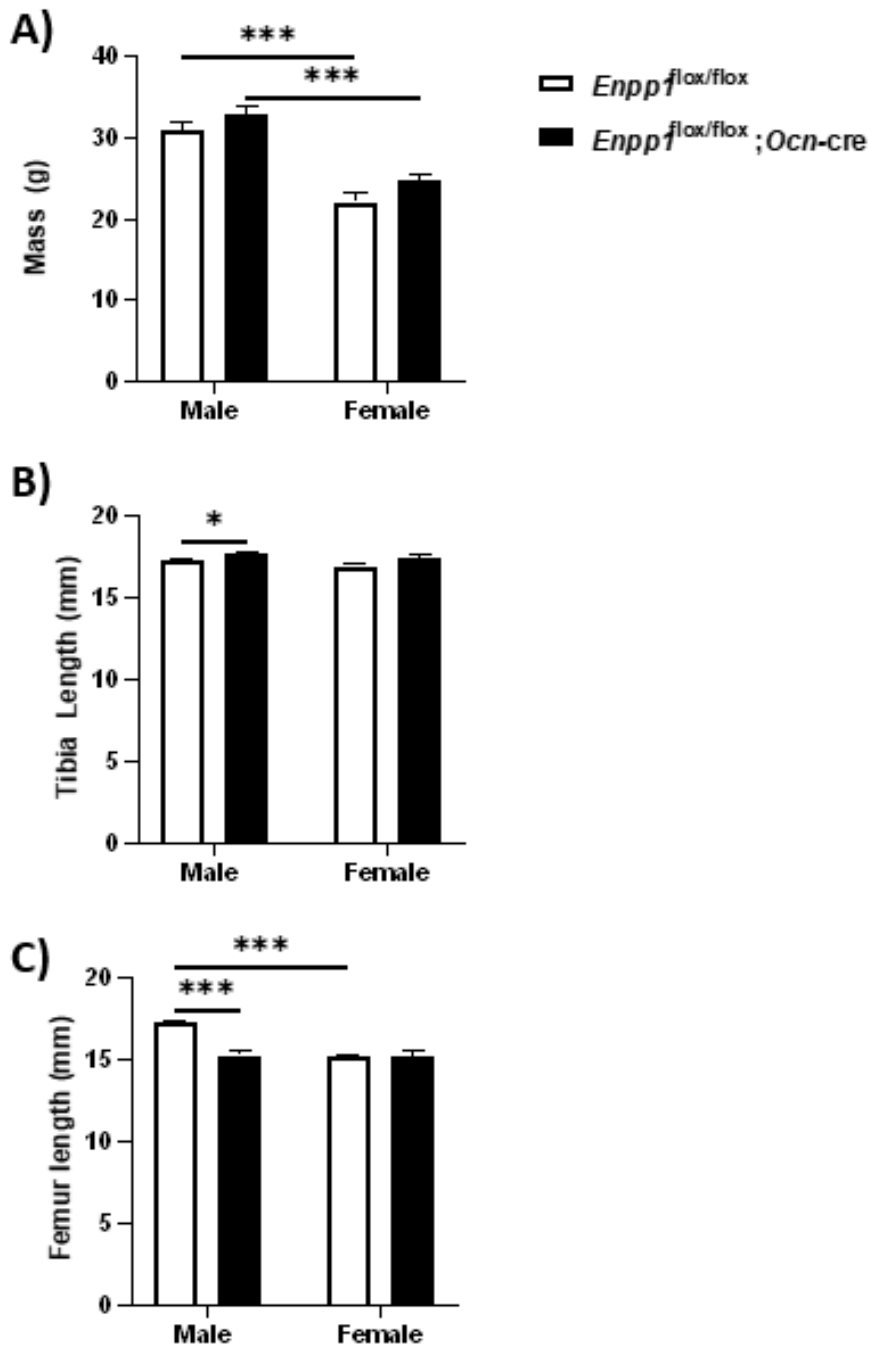 A)
***
***
40
30
20
10
0
Mass (g)
Male Female
Enpp1flox/flox
Enpp1flox/flox ;Ocn-cre
B)
*
20
15
10
5
0
Tibia Length (mm)
Male Female
C)
***
***
20
15
10
5
0
Femur length (mm)
Male Female